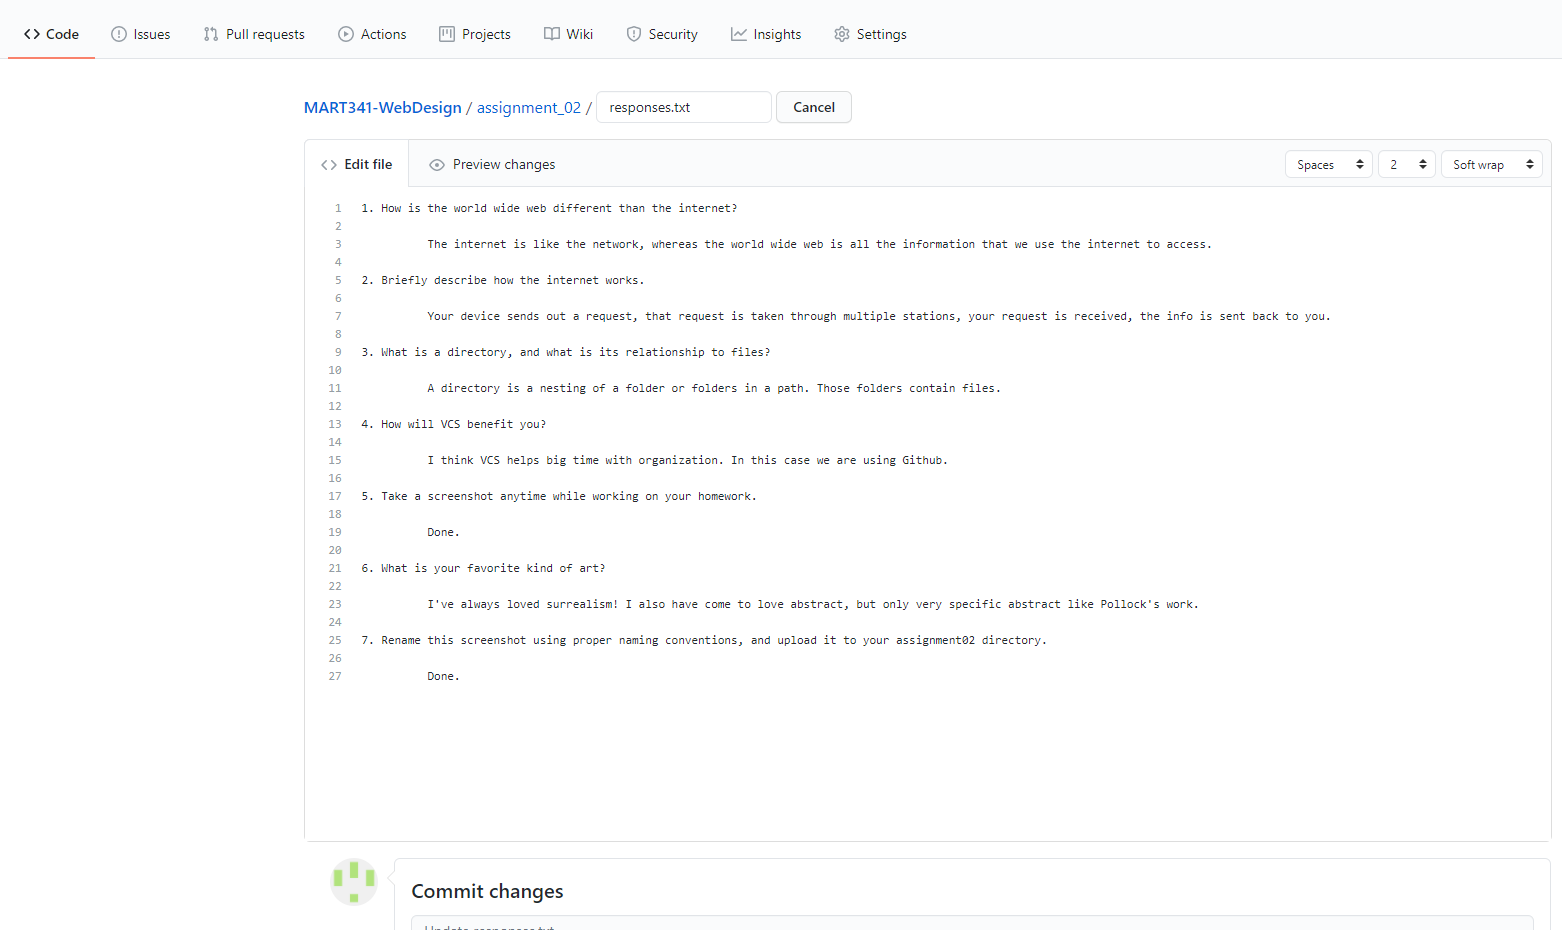 Code Issues Pull requests Actions Projects Wiki Security Insights Settings
MART341-WebDesign / assignment_02 / responses.txt Cancel
Edit file Preview changes Spaces 2 Soft wrap
1 1. How is the world wide web different than the internet?
2
3 The internet is like the network, whereas the world wide web is all the information that we use the internet to access.
4
5 2. Briefly describe how the internet works.
6
7 Your device sends out a request, that request is taken through multiple stations, your request is received, the info is sent back to you.
8
9 3. What is a directory, and what is its relationship to files?
10
11 A directory is a nesting of a folder or folders in a path. Those folders contain files.
12
13 4. How will VCS benefit you?
14
15 I think VCS helps big time with organization. In this case we are using Github.
16
17 5. Take a screenshot anytime while working on your homework.
18
19 Done.
20
21 6. What is your favorite kind of art?
22
23 I've always loved surrealism! I also have come to love abstract, but only very specific abstract like Pollock's work.
24
25 7. Rename this screenshot using proper naming conventions, and upload it to your assignment02 directory.
26
27 Done.
Commit changes
Update responses.txt